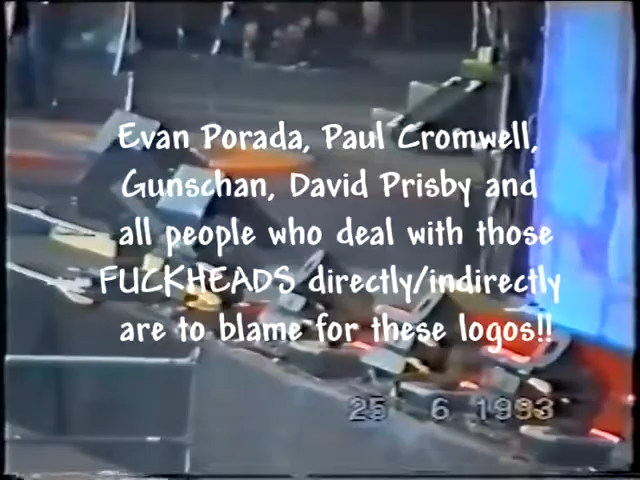 Evan Porada, Paul Cromwell,
Gunschan, David Prisby and
all people who deal with those
FUCKHEADS directly/indirectly
are to blame for these logos!!
25 6 1993